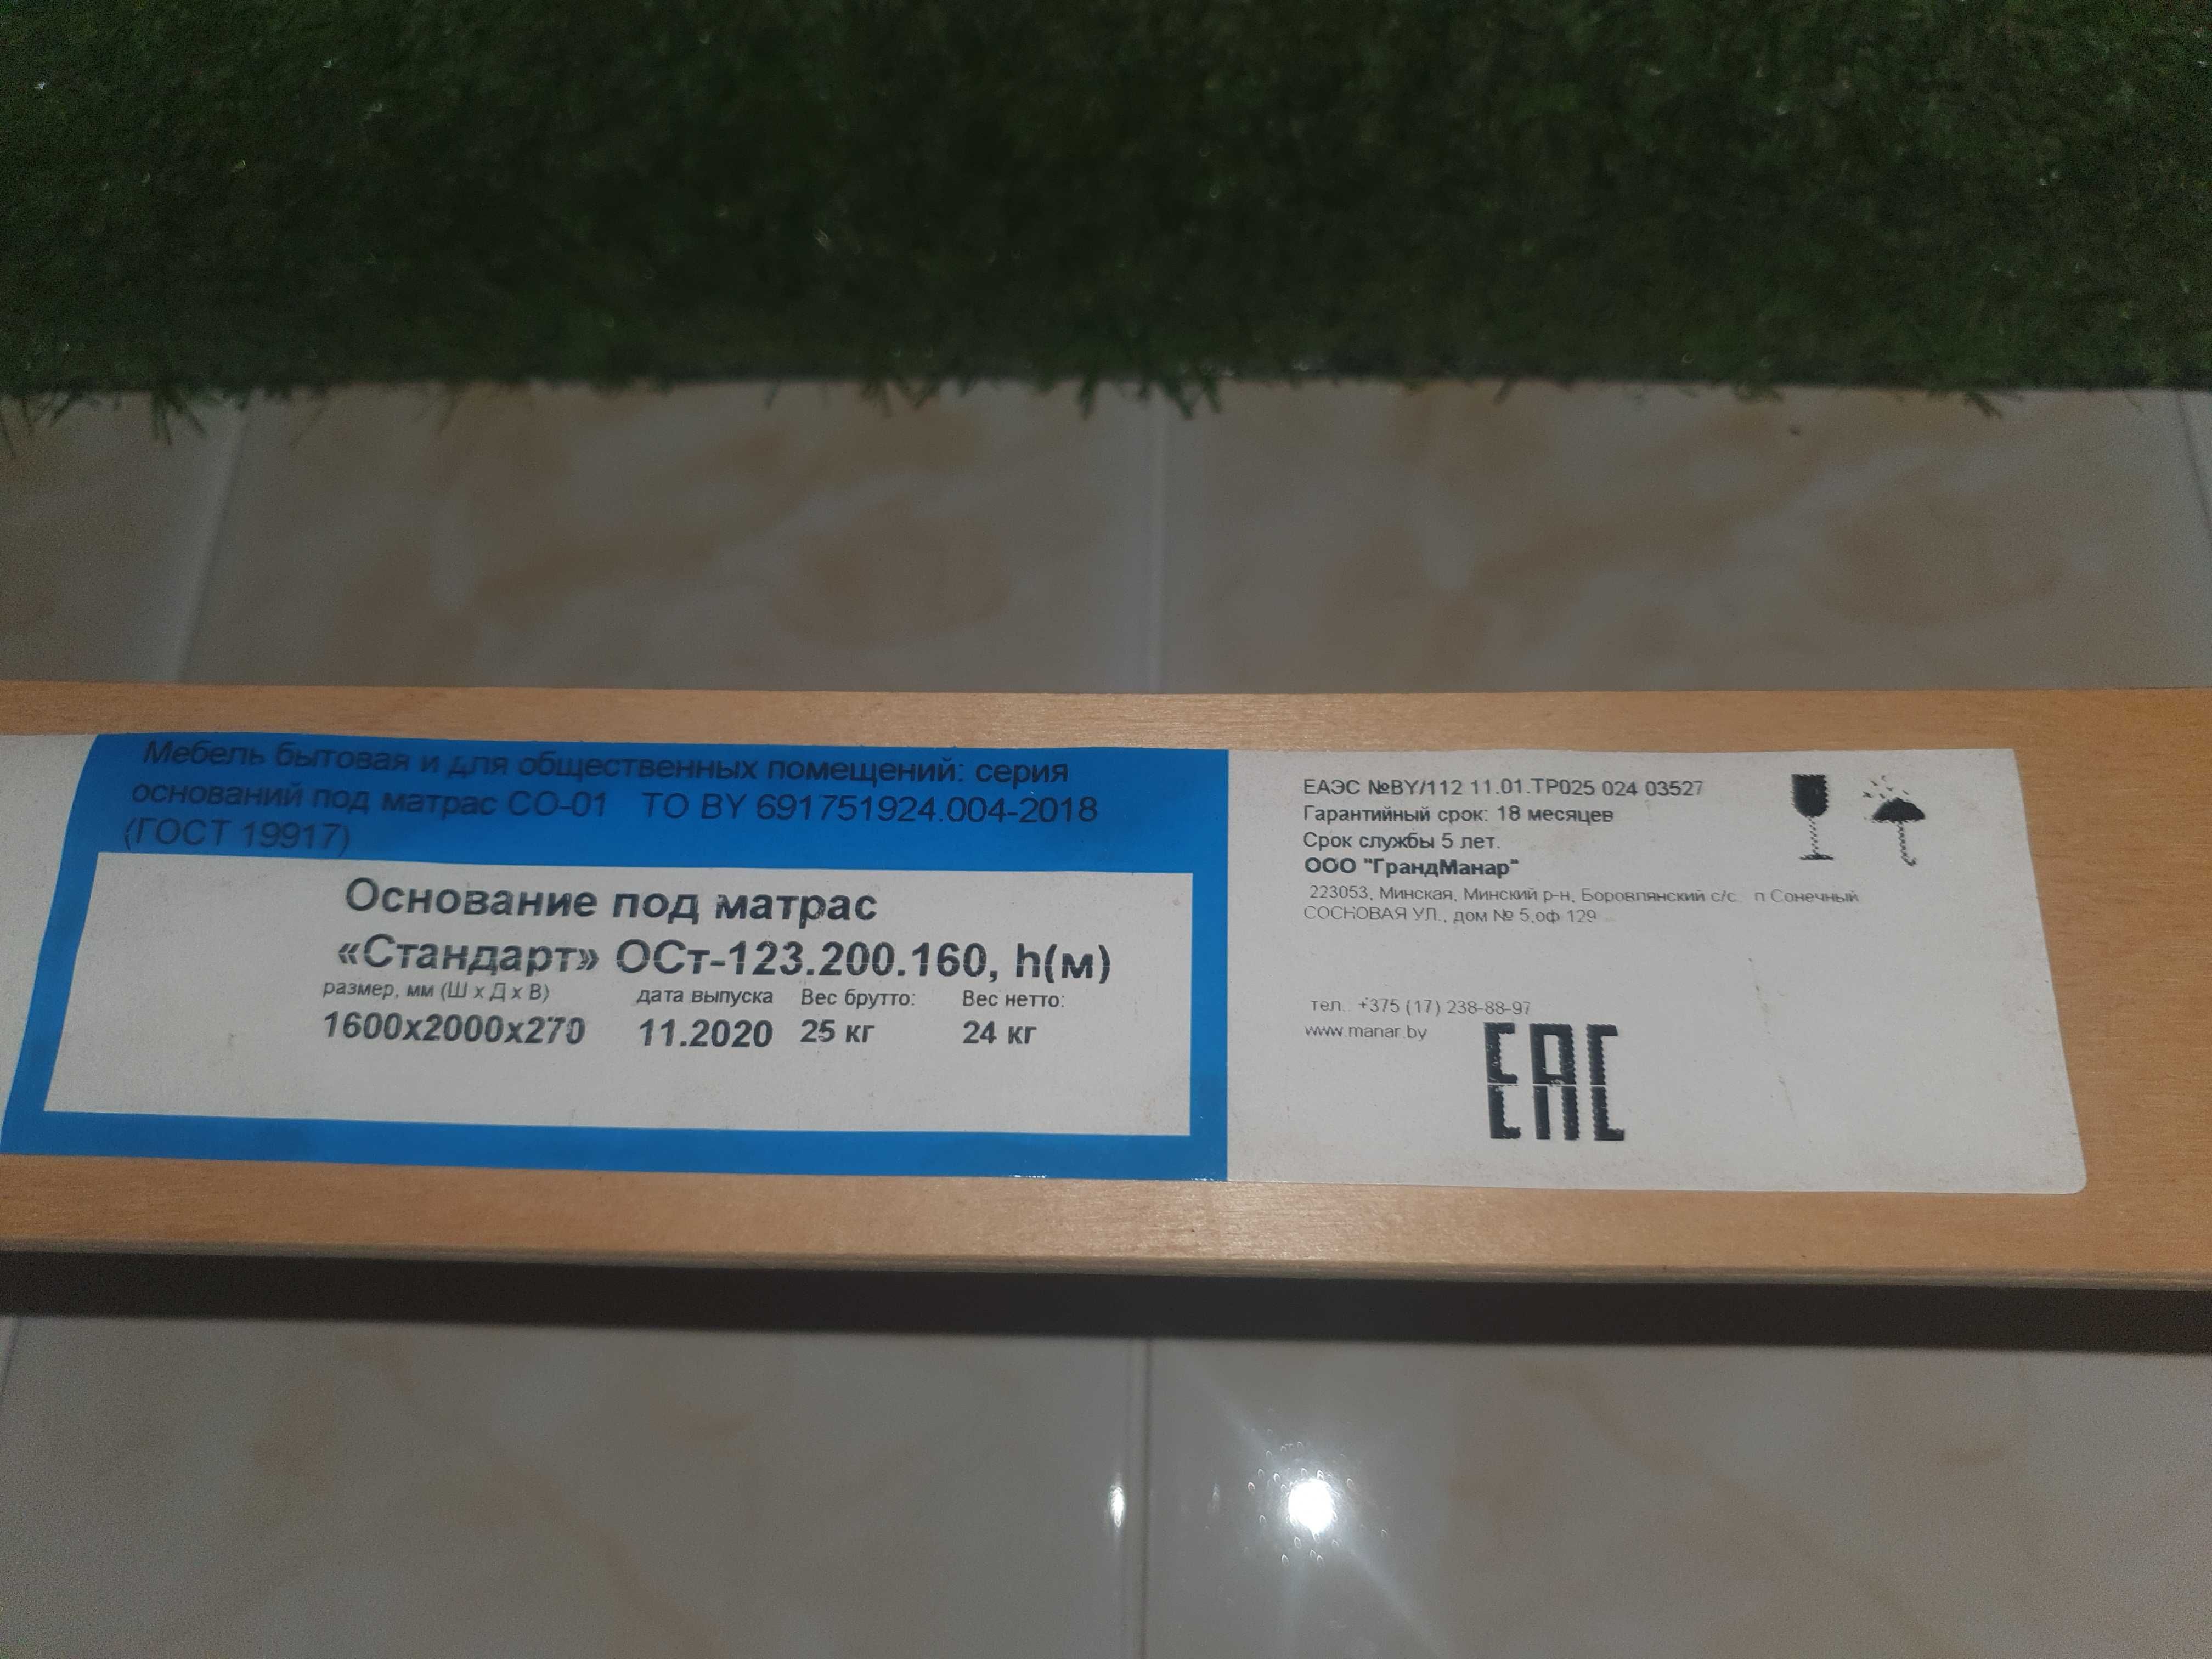 Мебель бытовая и для общественных помещений: серия
оснований под матрас СО-01 ТО BY 691751924.004-2018
(ГОСТ 19917)
Основание под матрас
«Стандарт» ОСт-123.200.160, h(м)
размер, мм (Ш х Д х В) дата выпуска Вес брутто: Вес нетто:
1600х2000х270 11.2020 25 кг 24 кг
ЕАЭС №BY/112 11.01.ТР025 024 03527
Гарантийный срок: 18 месяцев
Срок службы 5 лет.
ООО "ГрандМанар"
223053, Минская, Минский р-н, Боровлянский с/с. п Сонечный
СОСНОВАЯ УЛ., дом № 5,оф 129
тел.: +375 (17) 238-88-97
www.manar.by
EAC